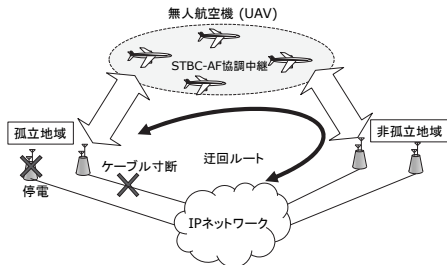 無人航空機 (UAV)
STBC-AF協調中継
孤立地域
非孤立地域
迂回ルート
ケーブル寸断
停電
IPネットワーク